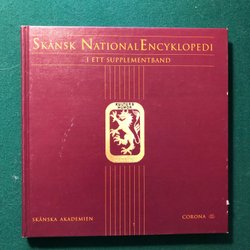 SKÅNSK NATIONALENCYKLOPEDI
I ETT SUPPLEMENTBAND
SKÅNSKA AKADEMIEN
CORONA